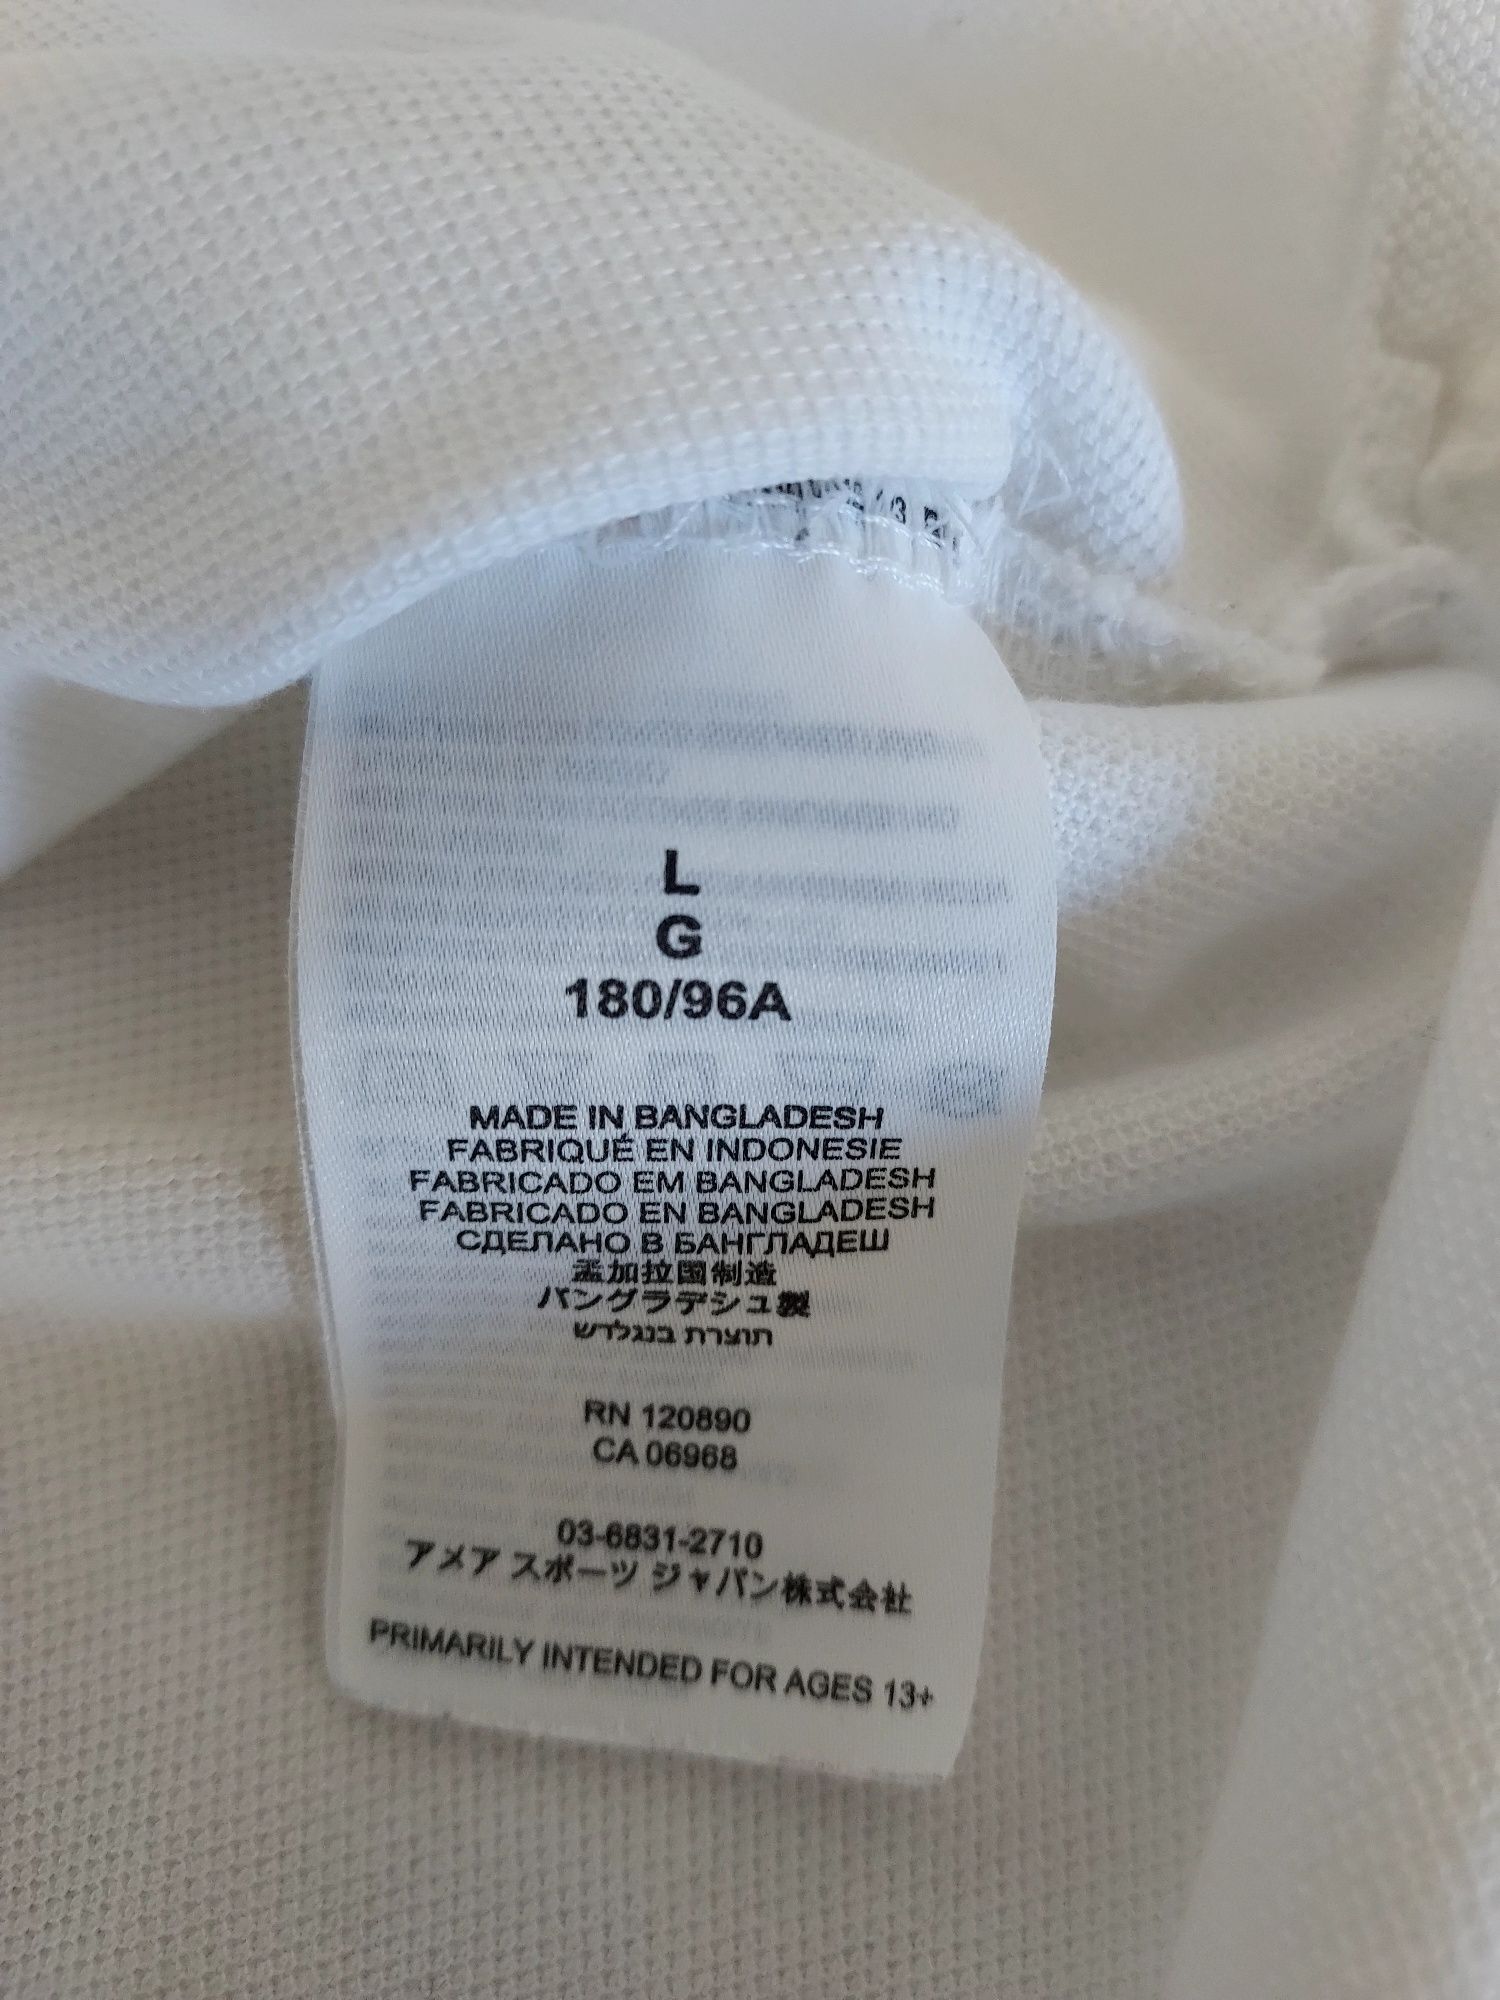 L
G
180/96A
MADE IN BANGLADESH
FABRIQUÉ EN INDONESIE
FABRICADO EM BANGLADESH
FABRICADO EN BANGLADESH
СДЕЛАНО В БАНГЛАДЕШ
孟加拉国制造
バングラデシュ製
תוצרת בנגלדש
RN 120890
CA 06968
03-6831-2710
アメア スポーツ ジャパン株式会社
PRIMARILY INTENDED FOR AGES 13+